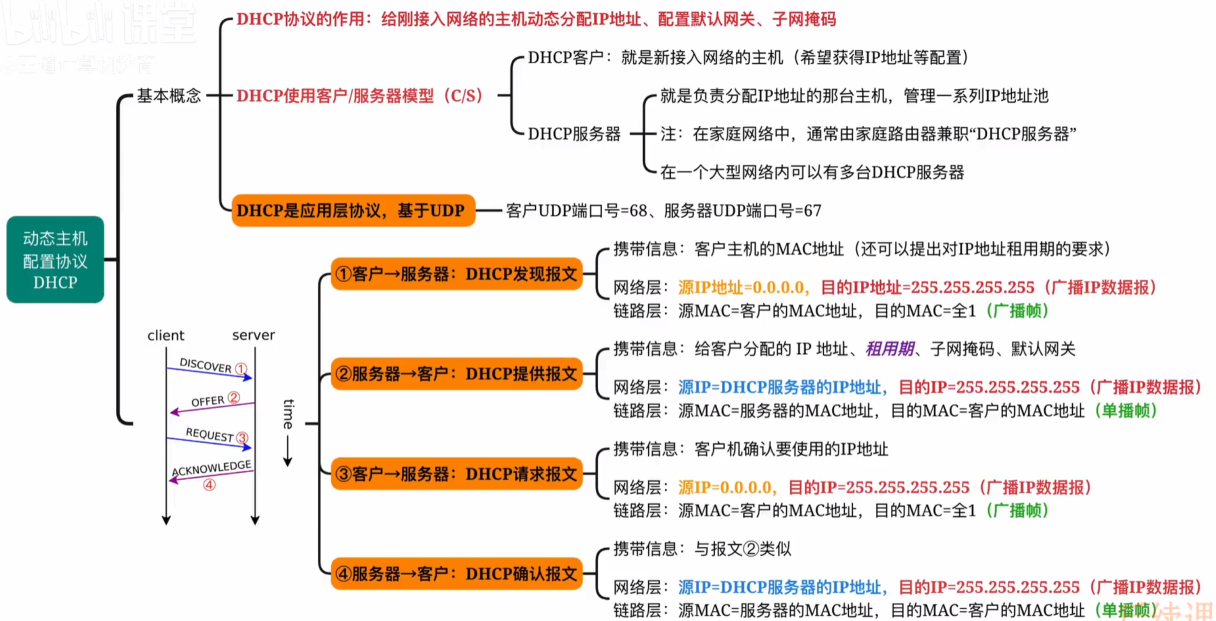 bilibili 课堂
DHCP协议的作用：给刚接入网络的主机动态分配IP地址、配置默认网关、子网掩码
DHCP客户：就是新接入网络的主机（希望获得IP地址等配置）
基本概念
DHCP使用客户/服务器模型（C/S）
就是负责分配IP地址的那台主机，管理一系列IP地址池
DHCP服务器
注：在家庭网络中，通常由家庭路由器兼职“DHCP服务器”
在一个大型网络内可以有多台DHCP服务器
DHCP是应用层协议，基于UDP
客户UDP端口号=68、服务器UDP端口号=67
动态主机
配置协议
DHCP
①客户→服务器：DHCP发现报文
携带信息：客户主机的MAC地址（还可以提出对IP地址租用期的要求）
网络层：源IP地址=0.0.0.0，目的IP地址=255.255.255.255（广播IP数据报）
链路层：源MAC=客户的MAC地址，目的MAC=全1（广播帧）
②服务器→客户：DHCP提供报文
携带信息：给客户分配的 IP 地址、租用期、子网掩码、默认网关
网络层：源IP=DHCP服务器的IP地址，目的IP=255.255.255.255（广播IP数据报）
链路层：源MAC=服务器的MAC地址，目的MAC=客户的MAC地址（单播帧）
③客户→服务器：DHCP请求报文
携带信息：客户机确认要使用的IP地址
网络层：源IP=0.0.0.0，目的IP=255.255.255.255（广播IP数据报）
链路层：源MAC=客户的MAC地址，目的MAC=全1（广播帧）
④服务器→客户：DHCP确认报文
携带信息：与报文②类似
网络层：源IP=DHCP服务器的IP地址，目的IP=255.255.255.255（广播IP数据报）
链路层：源MAC=服务器的MAC地址，目的MAC=客户的MAC地址（单播帧）
client
server
DISCOVER ①
OFFER ②
REQUEST ③
ACKNOWLEDGE
④
time